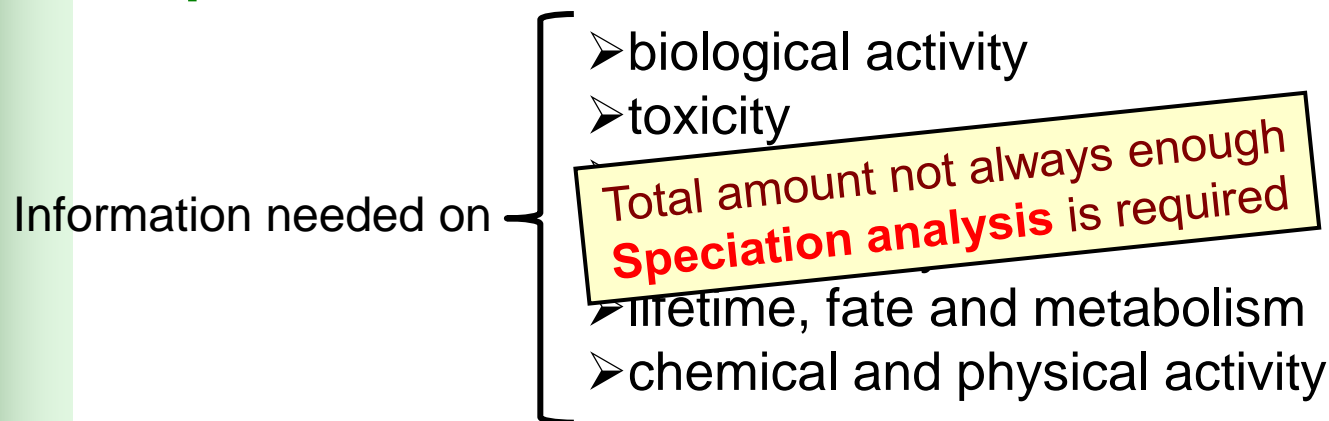 ➢biological activity
➢toxicity
➢
Total amount not always enough
Information needed on
Speciation analysis is required
➢lifetime, fate and metabolism
➢chemical and physical activity